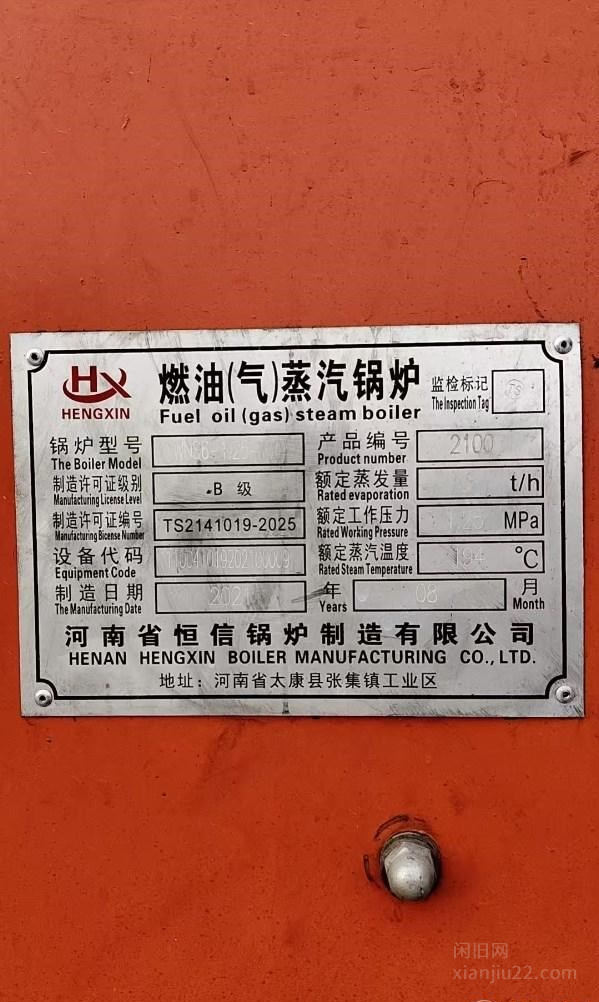 HX
HENGXIN
燃油(气)蒸汽锅炉
Fuel oil (gas) steam boiler
监检标记
The Inspection Tag
TS
锅炉型号
The Boiler Model
产品编号 2100
Product number
制造许可证级别 B 级
Manufacturing License Level
额定蒸发量 t/h
Rated evaporation
制造许可证编号 TS2141019-2025
Manufacturing Bicense Number
额定工作压力 1.25 MPa
Rated Working Pressure
设备代码
Equipment Code
额定蒸汽温度 194 ℃
Rated Steam Temperature
制造日期 2021 年 08 月
The Manufacturing Date Years Month
河南省恒信锅炉制造有限公司
HENAN HENGXIN BOILER MANUFACTURING CO.,LTD.
地址: 河南省太康县张集镇工业区
闲旧网
xianjiu22.com